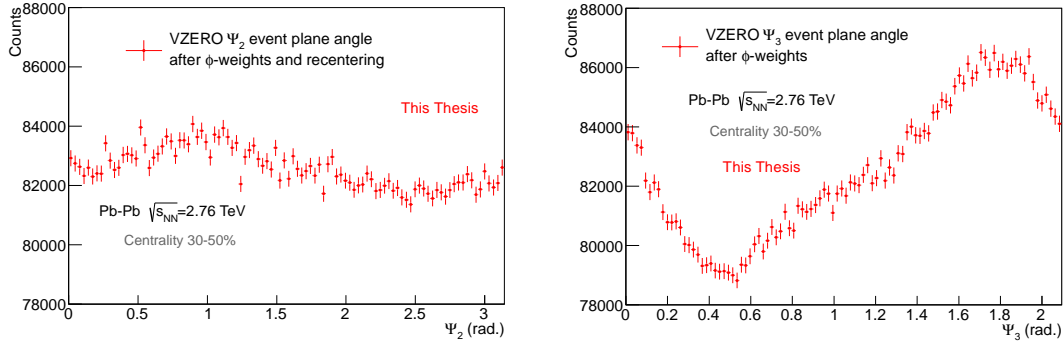 Counts
88000
86000
84000
82000
80000
78000
VZERO Ψ2 event plane angle
after ϕ-weights and recentering
This Thesis
Pb-Pb √sNN=2.76 TeV
Centrality 30-50%
0 0.5 1 1.5 2 2.5 3
Ψ2 (rad.)
Counts
88000
86000
84000
82000
80000
78000
VZERO Ψ3 event plane angle
after ϕ-weights
Pb-Pb √sNN=2.76 TeV
Centrality 30-50%
This Thesis
0 0.2 0.4 0.6 0.8 1 1.2 1.4 1.6 1.8 2
Ψ3 (rad.)